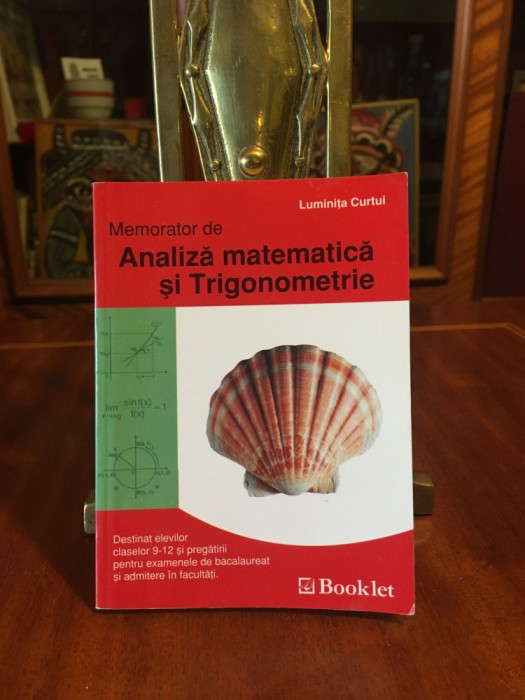 Luminița Curtui
Memorator de
Analiză matematică
și Trigonometrie
lim sin f(x) / f(x) = 1
Destinat elevilor
claselor 9-12 și pregătirii
pentru examenele de bacalaureat
și admitere în facultăți.
Booklet